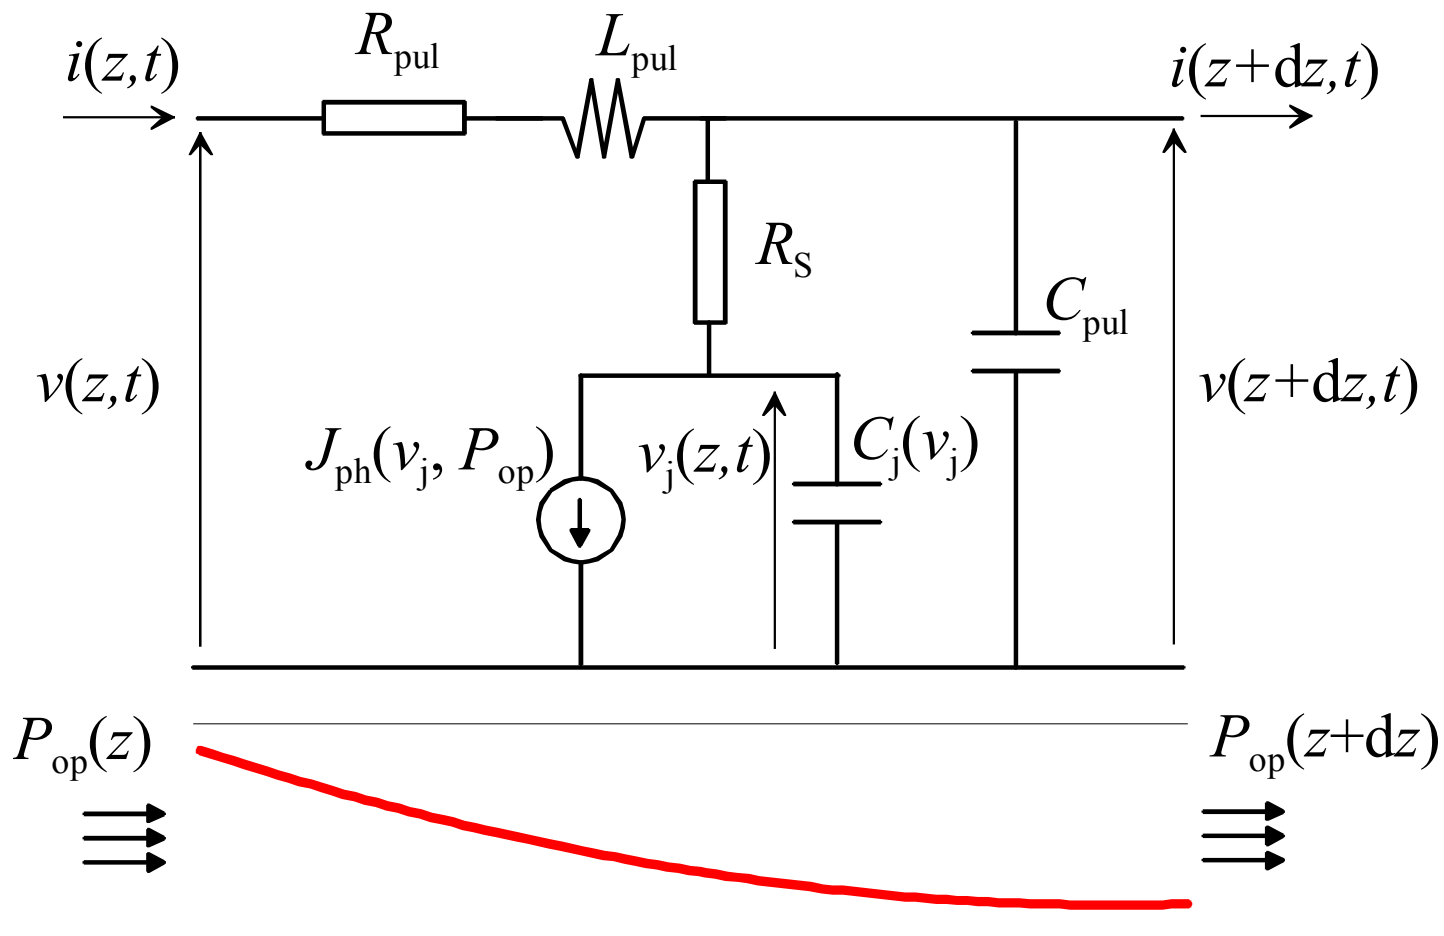 R_pul
L_pul
i(z,t)
i(z+dz,t)
R_S
C_pul
v(z,t)
v(z+dz,t)
J_ph(v_j, P_op)
v_j(z,t)
C_j(v_j)
P_op(z)
P_op(z+dz)